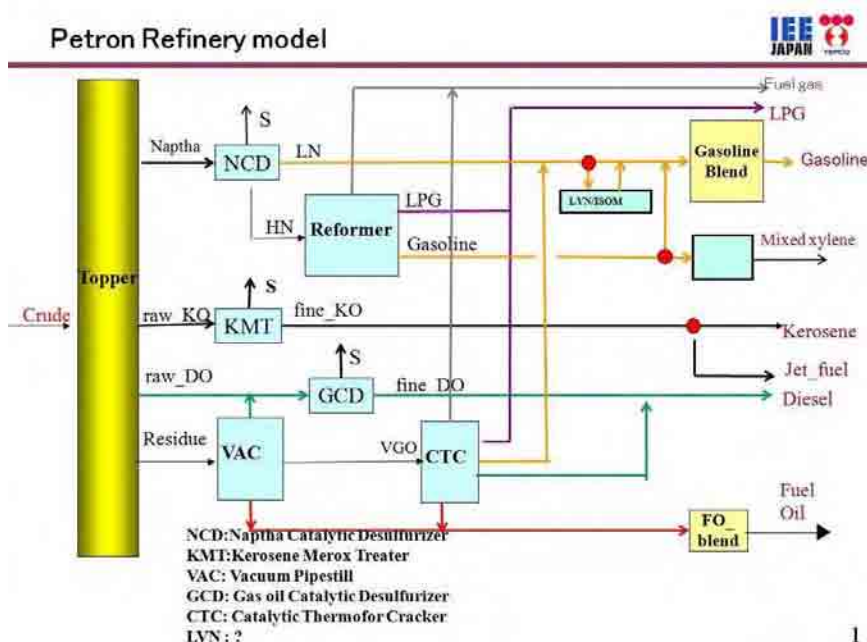 Petron Refinery model
IEE
JAPAN
TEPCO
Fuel gas
LPG
S
Naptha
LN
NCD
Gasoline
Blend
Gasoline
LVN/ISOM
LPG
HN
Reformer
Gasoline
Mixed xylene
Topper
S
Crude
raw_KO
fine_KO
KMT
Kerosene
S
Jet_fuel
raw_DO
fine_DO
GCD
Diesel
Residue
VAC
VGO
CTC
Fuel
Oil
FO_
blend
NCD:Naptha Catalytic Desulfurizer
KMT:Kerosene Merox Treater
VAC: Vacuum Pipestill
GCD: Gas oil Catalytic Desulfurizer
CTC: Catalytic Thermofor Cracker
LVN : ?
1